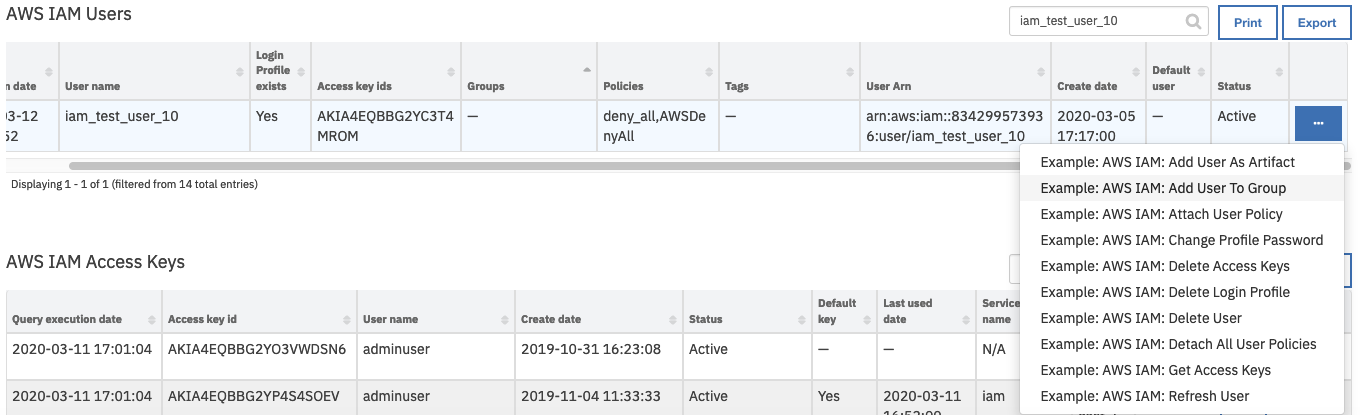 AWS IAM Users
iam_test_user_10
Print
Export
n date
User name
Login
Profile
exists
Access key ids
Groups
Policies
Tags
User Arn
Create date
Default
user
Status
03-12
52
iam_test_user_10
Yes
AKIA4EQBBG2YC3T4
MROM
—
deny_all,AWSDe
nyAll
—
arn:aws:iam::83429957393
6:user/iam_test_user_10
2020-03-05
17:17:00
—
Active
...
Displaying 1 - 1 of 1 (filtered from 14 total entries)
Example: AWS IAM: Add User As Artifact
Example: AWS IAM: Add User To Group
Example: AWS IAM: Attach User Policy
Example: AWS IAM: Change Profile Password
Example: AWS IAM: Delete Access Keys
Example: AWS IAM: Delete Login Profile
Example: AWS IAM: Delete User
Example: AWS IAM: Detach All User Policies
Example: AWS IAM: Get Access Keys
Example: AWS IAM: Refresh User
AWS IAM Access Keys
Query execution date
Access key id
User name
Create date
Status
Default
key
Last used
date
Service
name
2020-03-11 17:01:04
AKIA4EQBBG2YO3VWDSN6
adminuser
2019-10-31 16:23:08
Active
—
—
N/A
2020-03-11 17:01:04
AKIA4EQBBG2YP4S4SOEV
adminuser
2019-11-04 11:33:33
Active
Yes
2020-03-11
16:52:00
iam